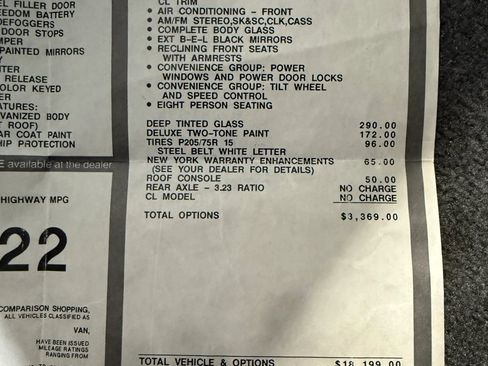 EL FILLER DOOR
EEDOM BATTERY
DEFOGGERS
DOOR STOPS
MPER
PAINTED MIRRORS
RELEASE
COLOR KEYED
ER
EATURES:
VANIZED BODY
T ROOF)
AR COAT PAINT
HIP PROTECTION
E available at the dealer
HIGHWAY MPG
22
COMPARISON SHOPPING,
ALL VEHICLES CLASSIFIED AS
VAN,
HAVE BEEN ISSUED
MILEAGE RATINGS
RANGING FROM
CL TRIM
• AIR CONDITIONING - FRONT
• AM/FM STEREO,SK&SC,CLK,CASS
• COMPLETE BODY GLASS
• EXT B-E-L BLACK MIRRORS
• RECLINING FRONT SEATS
WITH ARMRESTS
• CONVENIENCE GROUP: POWER
WINDOWS AND POWER DOOR LOCKS
• CONVENIENCE GROUP: TILT WHEEL
AND SPEED CONTROL
• EIGHT PERSON SEATING
DEEP TINTED GLASS 290.00
DELUXE TWO-TONE PAINT 172.00
TIRES P205/75R 15 96.00
STEEL BELT WHITE LETTER
NEW YORK WARRANTY ENHANCEMENTS 65.00
(SEE YOUR DEALER FOR DETAILS)
ROOF CONSOLE 50.00
REAR AXLE - 3.23 RATIO NO CHARGE
CL MODEL NO CHARGE
TOTAL OPTIONS $3,369.00
TOTAL VEHICLE & OPTIONS $18,199.00